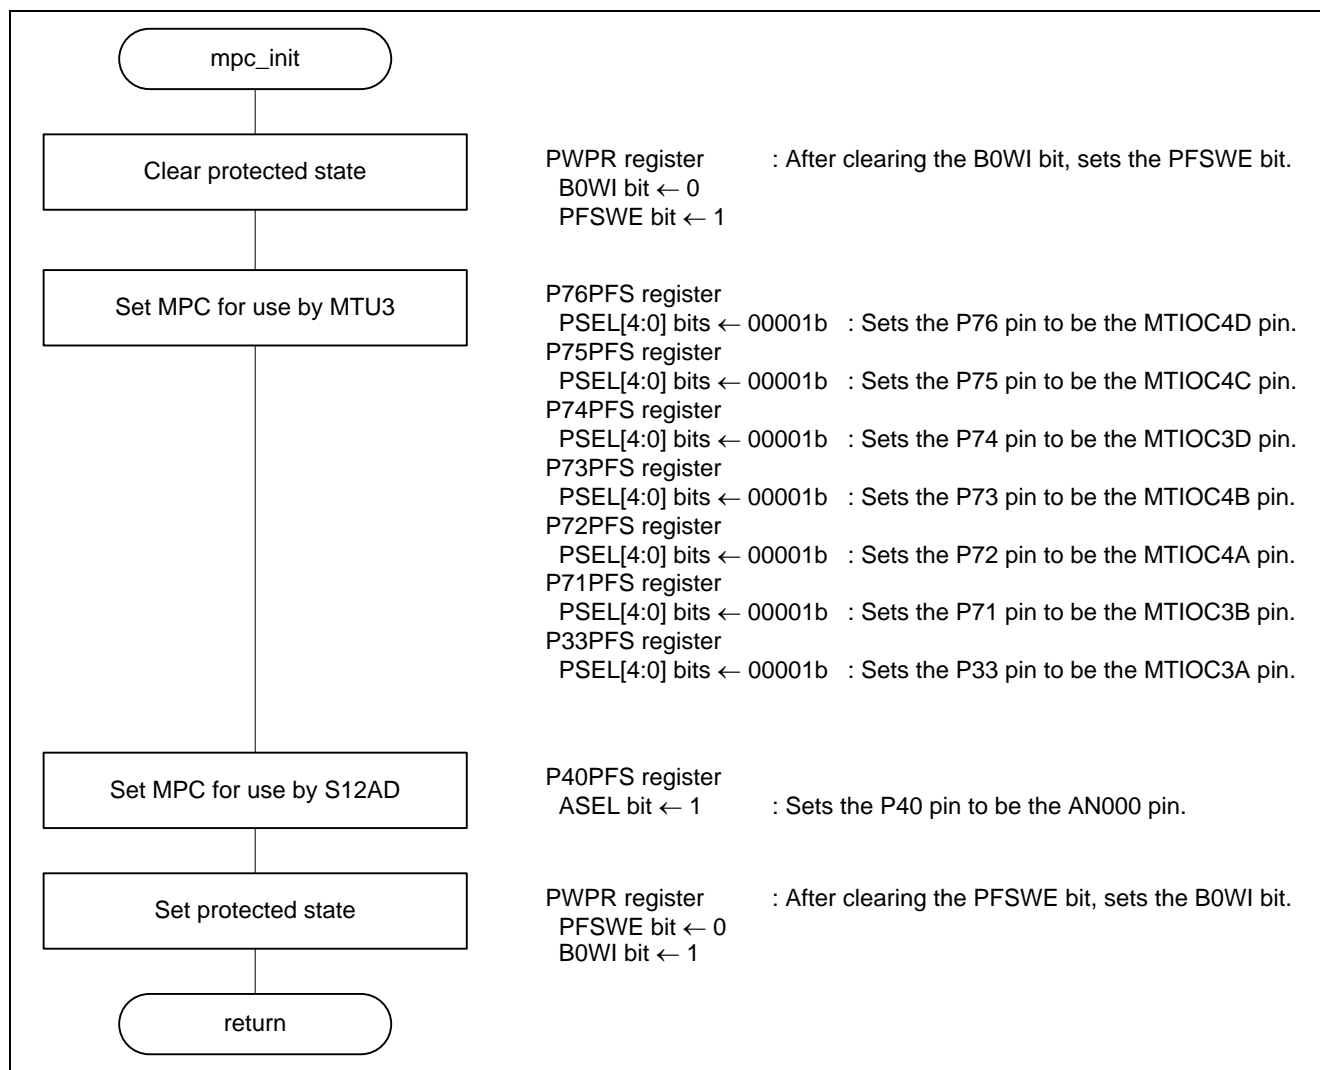 mpc_init
Clear protected state
PWPR register : After clearing the B0WI bit, sets the PFSWE bit.
B0WI bit ← 0
PFSWE bit ← 1
Set MPC for use by MTU3
P76PFS register
PSEL[4:0] bits ← 00001b : Sets the P76 pin to be the MTIOC4D pin.
P75PFS register
PSEL[4:0] bits ← 00001b : Sets the P75 pin to be the MTIOC4C pin.
P74PFS register
PSEL[4:0] bits ← 00001b : Sets the P74 pin to be the MTIOC3D pin.
P73PFS register
PSEL[4:0] bits ← 00001b : Sets the P73 pin to be the MTIOC4B pin.
P72PFS register
PSEL[4:0] bits ← 00001b : Sets the P72 pin to be the MTIOC4A pin.
P71PFS register
PSEL[4:0] bits ← 00001b : Sets the P71 pin to be the MTIOC3B pin.
P33PFS register
PSEL[4:0] bits ← 00001b : Sets the P33 pin to be the MTIOC3A pin.
Set MPC for use by S12AD
P40PFS register
ASEL bit ← 1 : Sets the P40 pin to be the AN000 pin.
Set protected state
PWPR register : After clearing the PFSWE bit, sets the B0WI bit.
PFSWE bit ← 0
B0WI bit ← 1
return